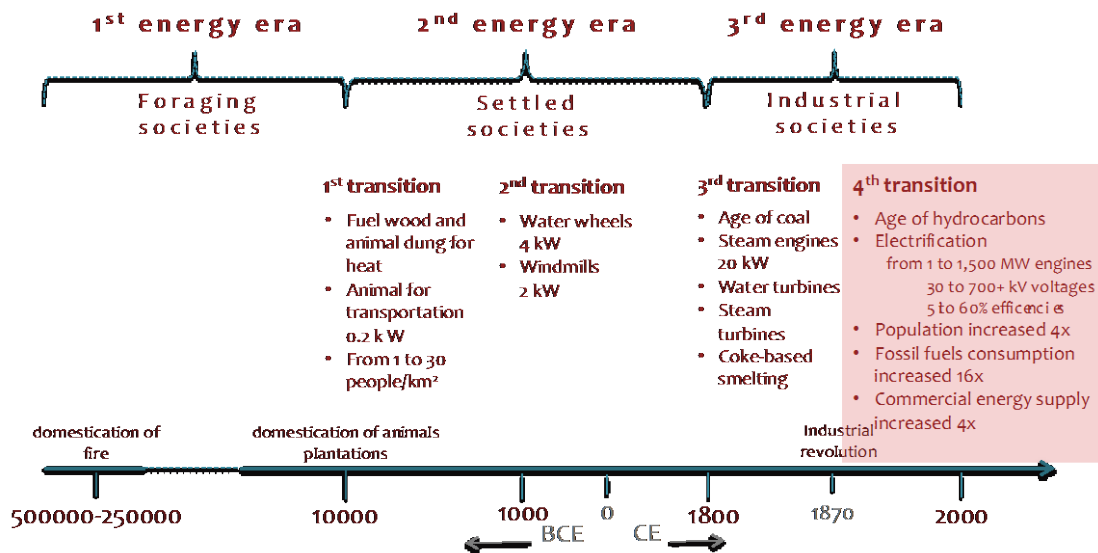 1st energy era
2nd energy era
3rd energy era
Foraging
societies
Settled
societies
Industrial
societies
1st transition
• Fuel wood and
animal dung for
heat
• Animal for
transportation
0.2 kW
• From 1 to 30
people/km²
2nd transition
• Water wheels
4 kW
• Windmills
2 kW
3rd transition
• Age of coal
• Steam engines
20 kW
• Water turbines
• Steam
turbines
• Coke-based
smelting
4th transition
• Age of hydrocarbons
• Electrification
from 1 to 1,500 MW engines
30 to 700+ kV voltages
5 to 60% efficencies
• Population increased 4x
• Fossil fuels consumption
increased 16x
• Commercial energy supply
increased 4x
domestication of
fire
domestication of animals
plantations
Industrial
revolution
500000-250000
10000
1000
0
1800
1870
2000
BCE
CE